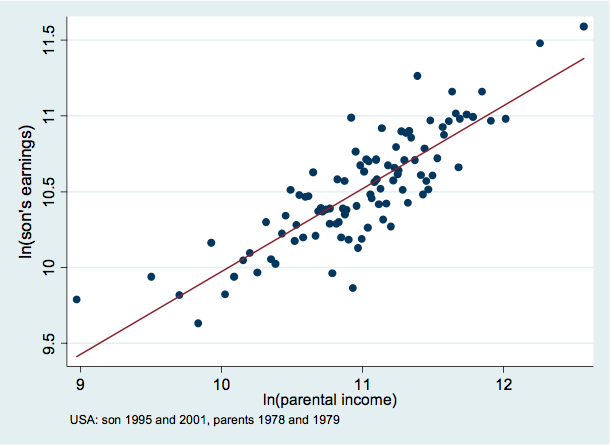 11.5
11
10.5
10
9.5
ln(son's earnings)
9 10 11 12
ln(parental income)
USA: son 1995 and 2001, parents 1978 and 1979